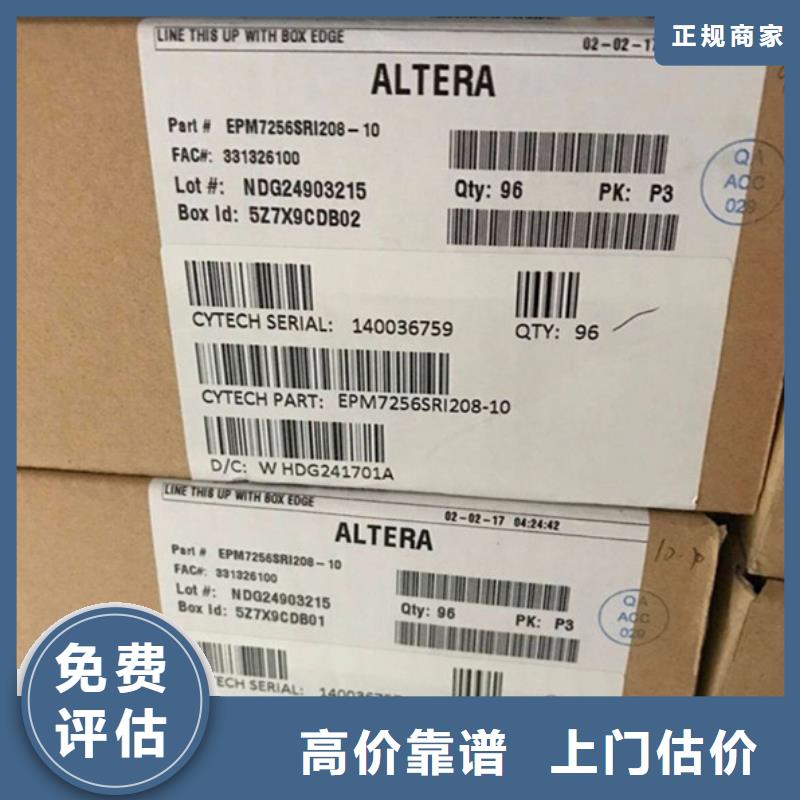 正规商家
LINE THIS UP WITH BOX EDGE
02-02-17
ALTERA
Part # EPM7256SRI208-10
FAC#: 331326100
Lot #: NDG24903215
Qty: 96 PK: P3
Box Id: 5Z7X9CDB02
QA
ACC
029
CYTECH SERIAL: 140036759
QTY: 96
CYTECH PART: EPM7256SRI208-10
D/C: W HDG241701A
LINE THIS UP WITH BOX EDGE
02-02-17 04:24:42
ALTERA
Part # EPM7256SRI208-10
FAC#: 331326100
Lot #: NDG24903215
Qty: 96 PK: P3
Box Id: 5Z7X9CDB01
QA
ACC
029
CYTECH SERIAL:
免费
评估
高价靠谱 上门估价